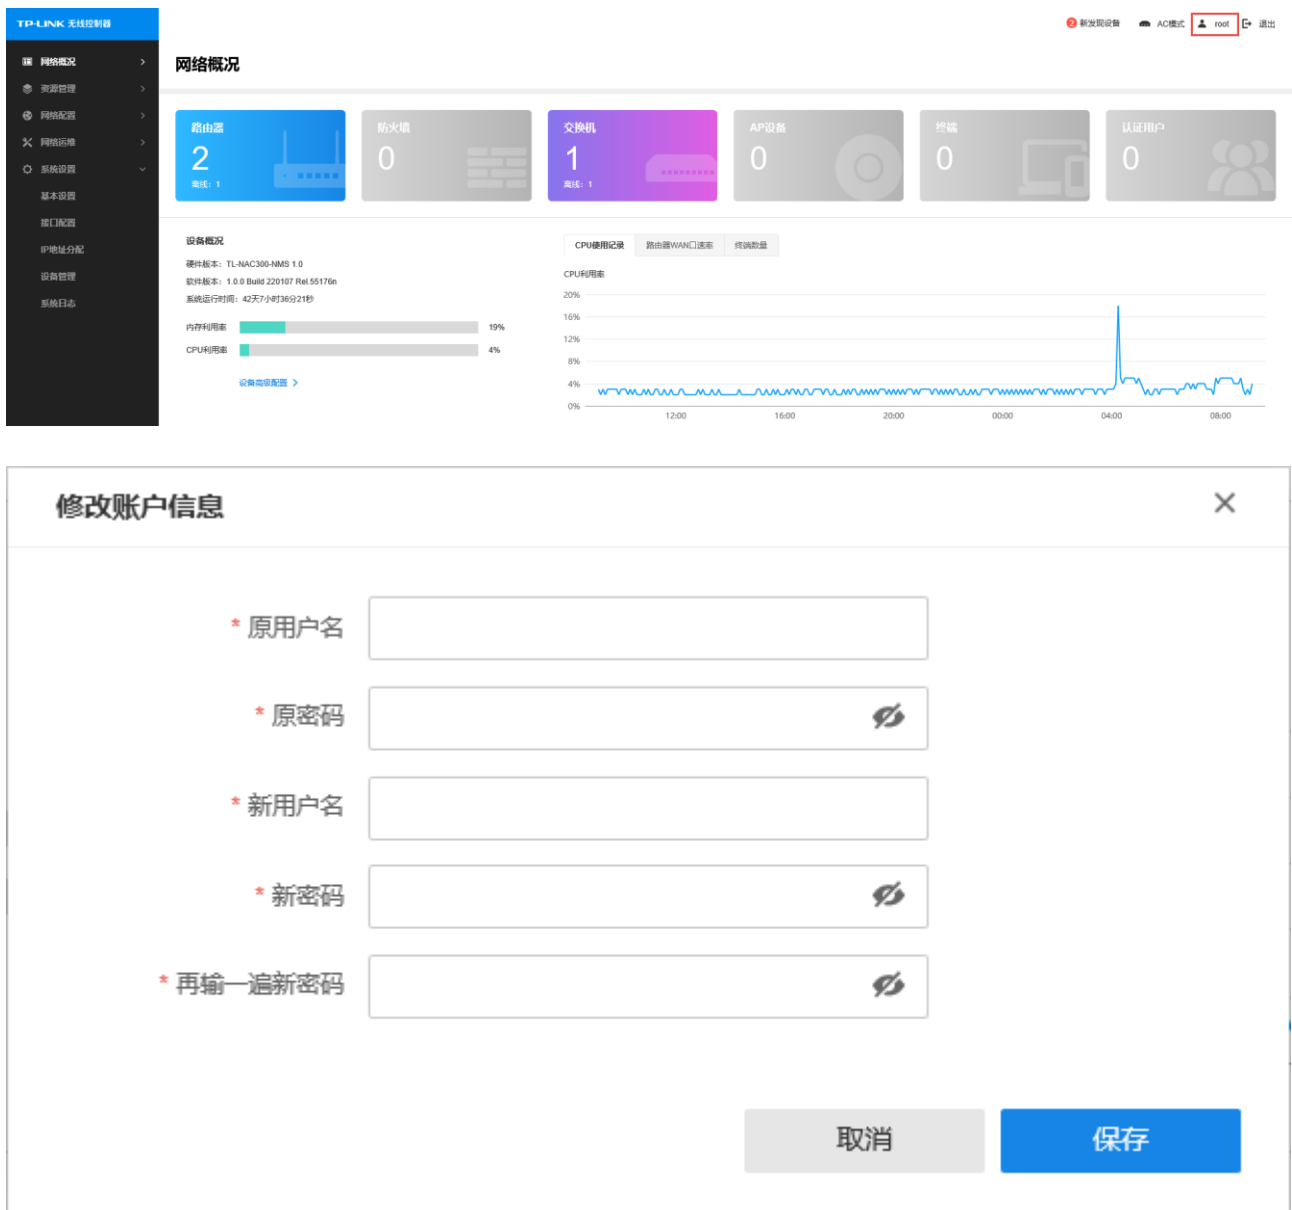 TP-LINK 无线控制器
2 新发现设备 AC模式 root 退出
网络概况
资源管理
网络配置
网络运维
系统设置
基本设置
接口配置
IP地址分配
设备管理
系统日志
网络概况
路由器
2
离线：1
防火墙
0
交换机
1
离线：1
AP设备
0
终端
0
认证用户
0
设备概况
硬件版本：TL-NAC300-NMS 1.0
软件版本：1.0.0 Build 220107 Rel.55176n
系统运行时间：42天7小时36分21秒
内存利用率 19%
CPU利用率 4%
设备高级配置
CPU使用记录 路由器WAN口速率 终端数量
CPU利用率
20%
16%
12%
8%
4%
0%
12:00 16:00 20:00 00:00 04:00 08:00
修改账户信息
* 原用户名
* 原密码
* 新用户名
* 新密码
* 再输一遍新密码
取消 保存